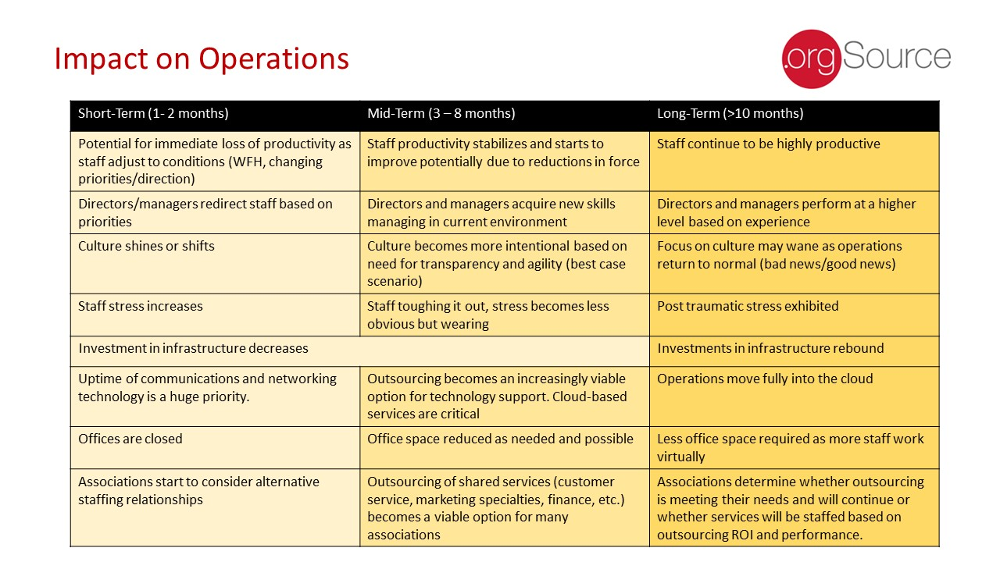 Impact on Operations
.orgSource
Short-Term (1- 2 months)
Mid-Term (3 – 8 months)
Long-Term (>10 months)
Potential for immediate loss of productivity as
staff adjust to conditions (WFH, changing
priorities/direction)
Staff productivity stabilizes and starts to
improve potentially due to reductions in force
Staff continue to be highly productive
Directors/managers redirect staff based on
priorities
Directors and managers acquire new skills
managing in current environment
Directors and managers perform at a higher
level based on experience
Culture shines or shifts
Culture becomes more intentional based on
need for transparency and agility (best case
scenario)
Focus on culture may wane as operations
return to normal (bad news/good news)
Staff stress increases
Staff toughing it out, stress becomes less
obvious but wearing
Post traumatic stress exhibited
Investment in infrastructure decreases
Investments in infrastructure rebound
Uptime of communications and networking
technology is a huge priority.
Outsourcing becomes an increasingly viable
option for technology support. Cloud-based
services are critical
Operations move fully into the cloud
Offices are closed
Office space reduced as needed and possible
Less office space required as more staff work
virtually
Associations start to consider alternative
staffing relationships
Outsourcing of shared services (customer
service, marketing specialties, finance, etc.)
becomes a viable option for many
associations
Associations determine whether outsourcing
is meeting their needs and will continue or
whether services will be staffed based on
outsourcing ROI and performance.